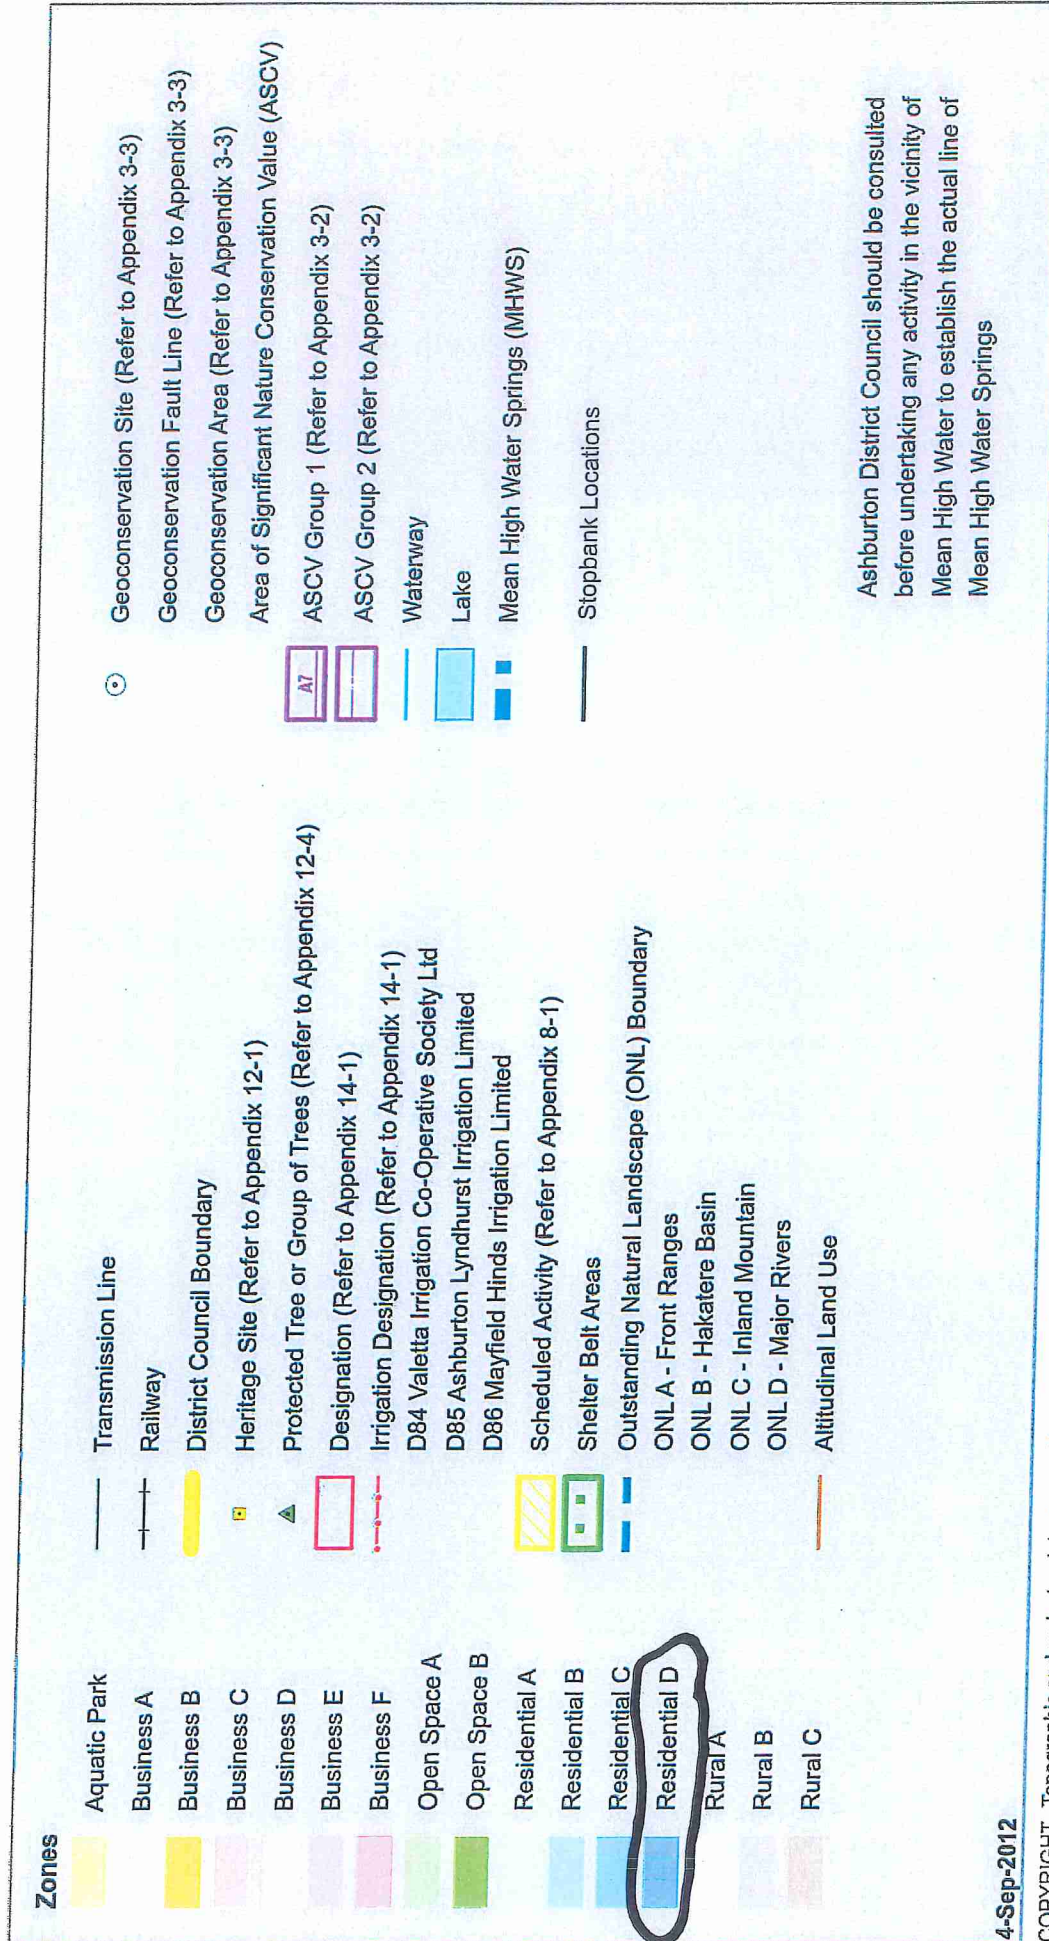 Zones
Aquatic Park
Business A
Business B
Business C
Business D
Business E
Business F
Open Space A
Open Space B
Residential A
Residential B
Residential C
Residential D
Rural A
Rural B
Rural C
Transmission Line
Railway
District Council Boundary
Heritage Site (Refer to Appendix 12-1)
Protected Tree or Group of Trees (Refer to Appendix 12-4)
Designation (Refer to Appendix 14-1)
Irrigation Designation (Refer to Appendix 14-1)
D84 Valetta Irrigation Co-Operative Society Ltd
D85 Ashburton Lyndhurst Irrigation Limited
D86 Mayfield Hinds Irrigation Limited
Scheduled Activity (Refer to Appendix 8-1)
Shelter Belt Areas
Outstanding Natural Landscape (ONL) Boundary
ONL A - Front Ranges
ONL B - Hakatere Basin
ONL C - Inland Mountain
ONL D - Major Rivers
Altitudinal Land Use
Geoconservation Site (Refer to Appendix 3-3)
Geoconservation Fault Line (Refer to Appendix 3-3)
Geoconservation Area (Refer to Appendix 3-3)
Area of Significant Nature Conservation Value (ASCV)
A7
ASCV Group 1 (Refer to Appendix 3-2)
ASCV Group 2 (Refer to Appendix 3-2)
Waterway
Lake
Mean High Water Springs (MHWS)
Stopbank Locations
Ashburton District Council should be consulted
before undertaking any activity in the vicinity of
Mean High Water to establish the actual line of
Mean High Water Springs
4-Sep-2012
COPYRIGHT